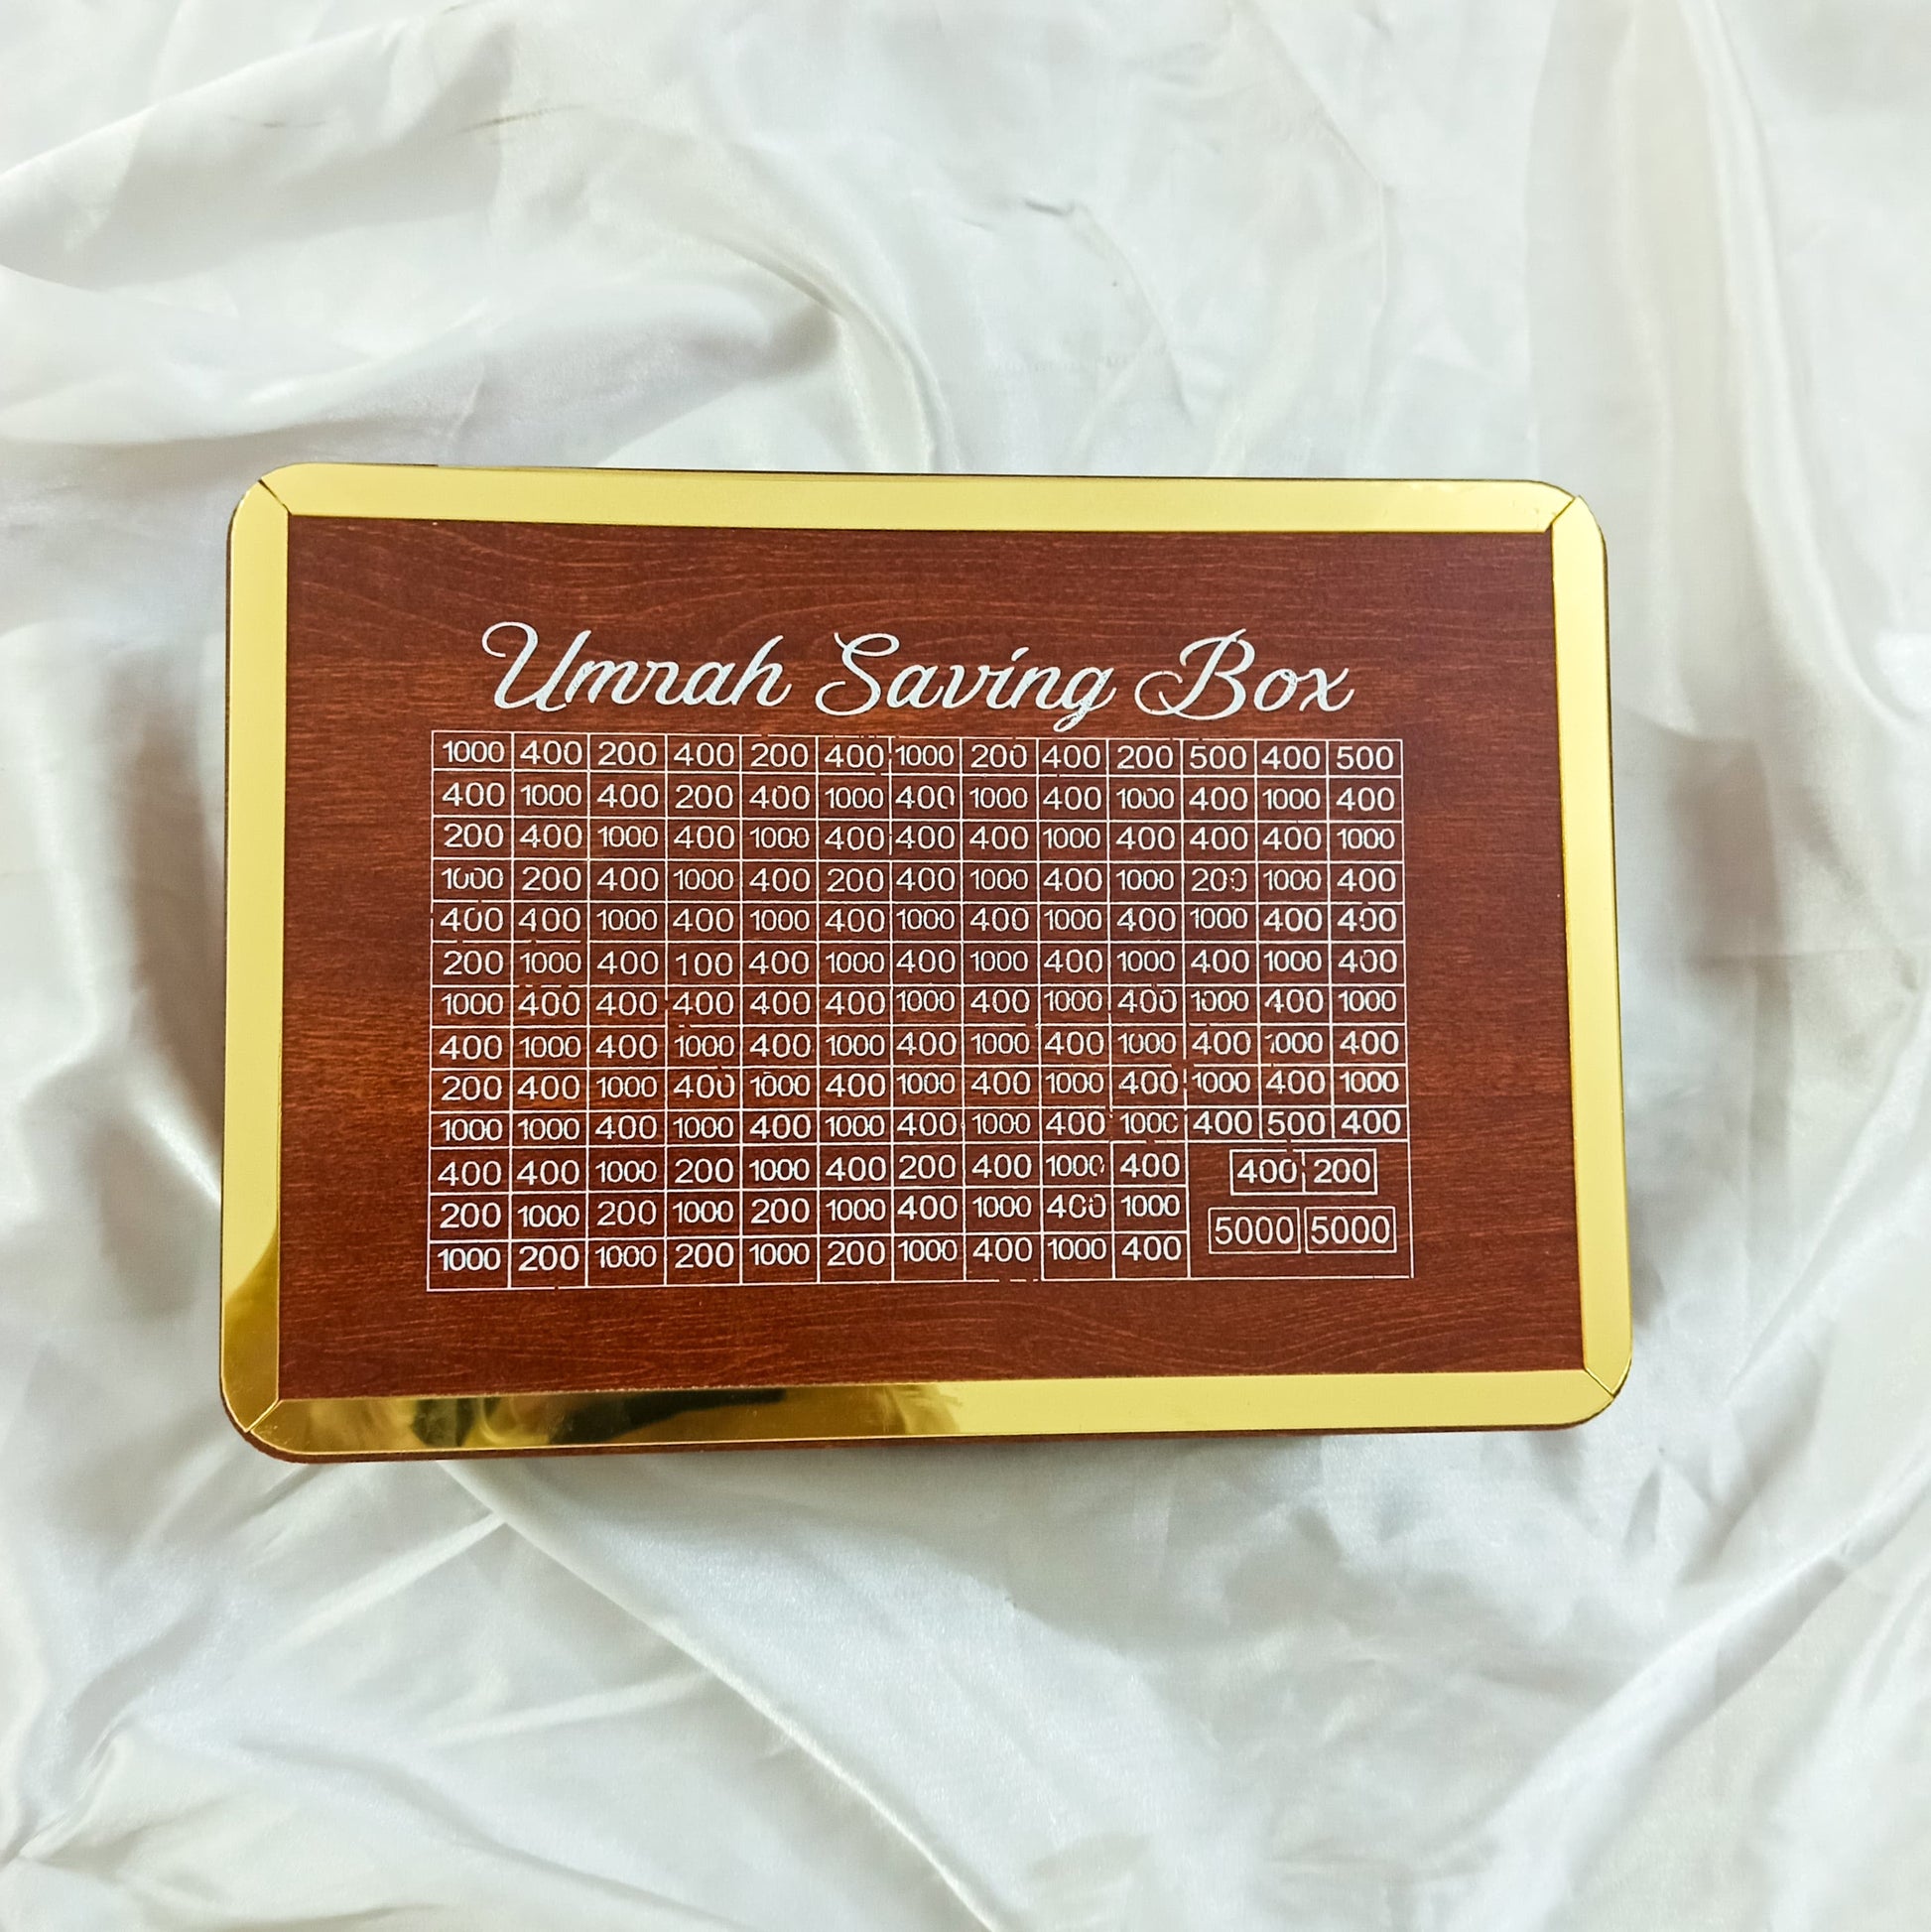 Umrah Saving Box
1000 400 200 400 200 400 1000 200 400 200 500 400 500
400 1000 400 200 400 1000 400 1000 400 1000 400 1000 400
200 400 1000 400 1000 400 400 400 1000 400 400 400 1000
1000 200 400 1000 400 200 400 1000 400 1000 200 1000 400
400 400 1000 400 1000 400 1000 400 1000 400 1000 400 400
200 1000 400 100 400 1000 400 1000 400 1000 400 1000 400
1000 400 400 400 400 400 1000 400 1000 400 1000 400 1000
400 1000 400 1000 400 1000 400 1000 400 1000 400 1000 400
200 400 1000 400 1000 400 1000 400 1000 400 1000 400 1000
1000 1000 400 1000 400 1000 400 1000 400 1000 400 500 400
400 400 1000 200 1000 400 200 400 1000 400 400 200
200 1000 200 1000 200 1000 400 1000 400 1000 5000 5000
1000 200 1000 200 1000 200 1000 400 1000 400